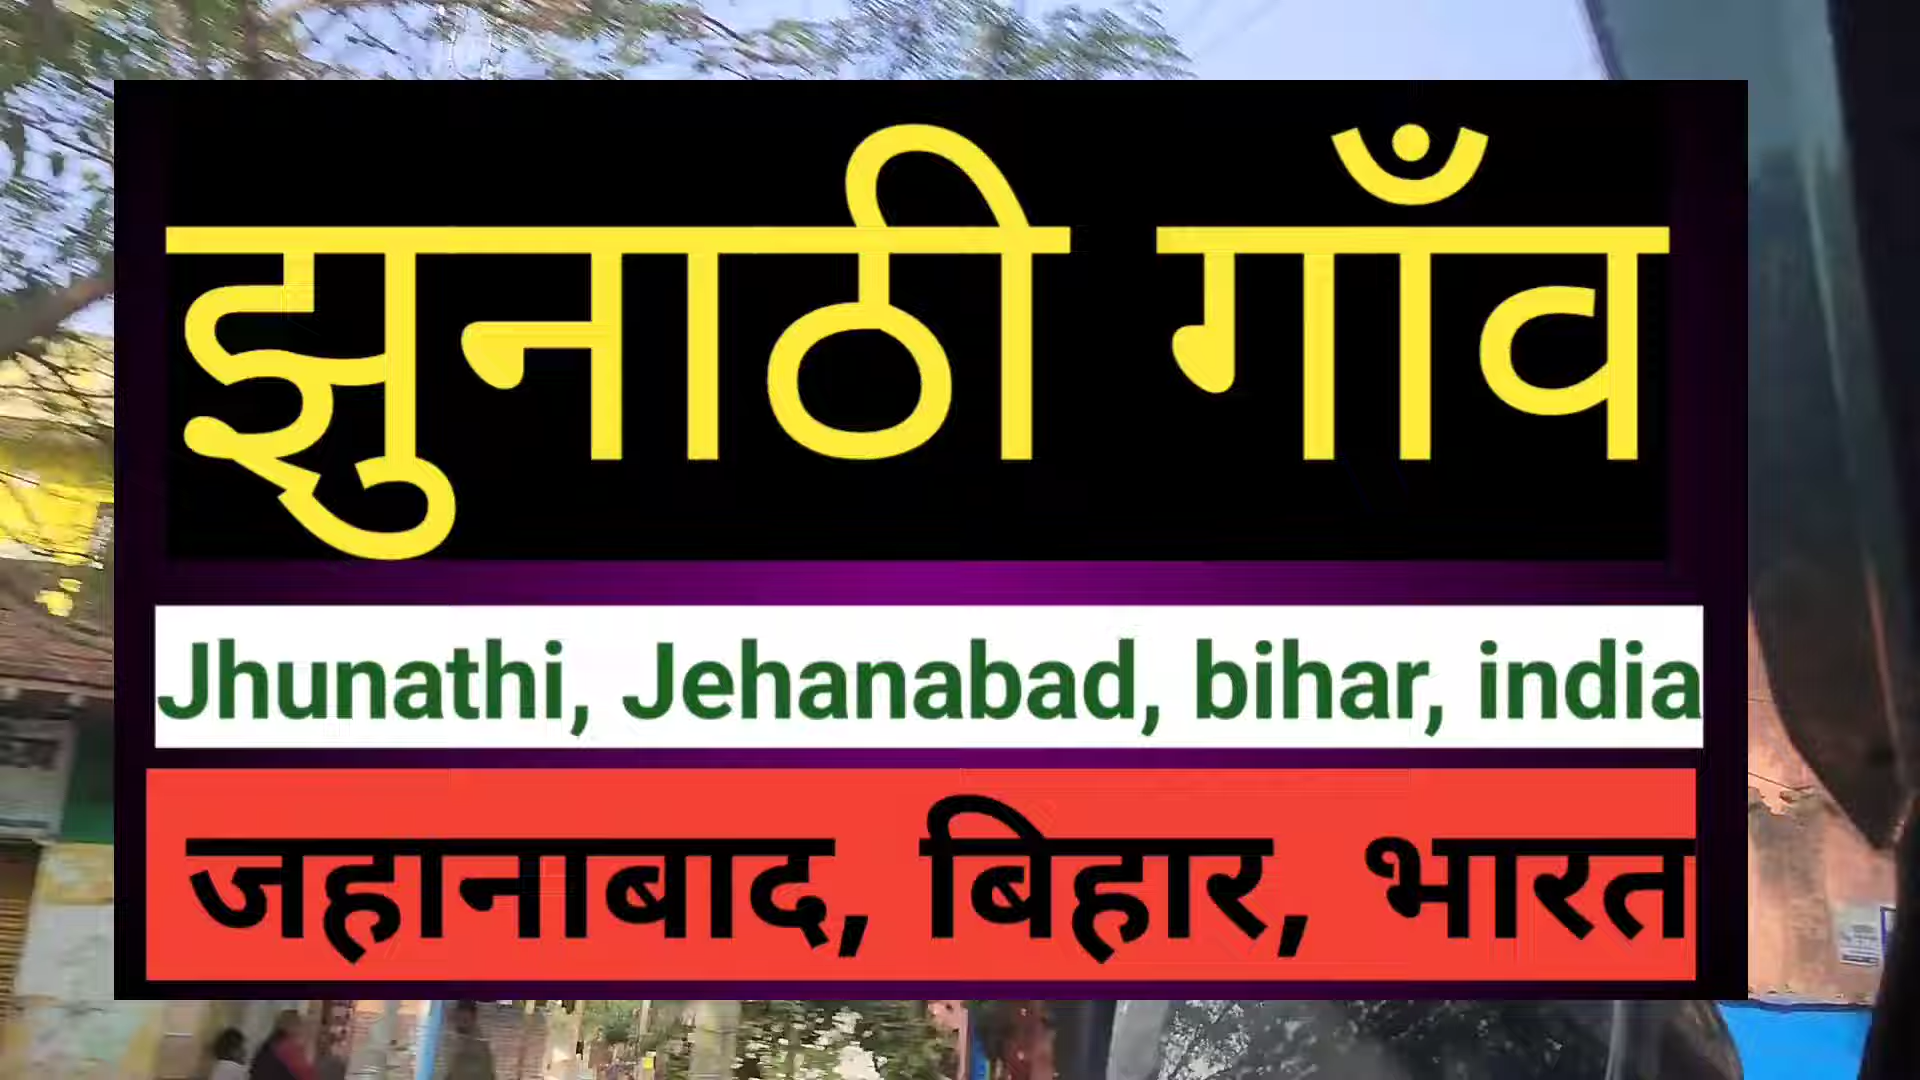 झुनाठी गाँव
Jhunathi, Jehanabad, bihar, india
जहानाबाद, बिहार, भारत